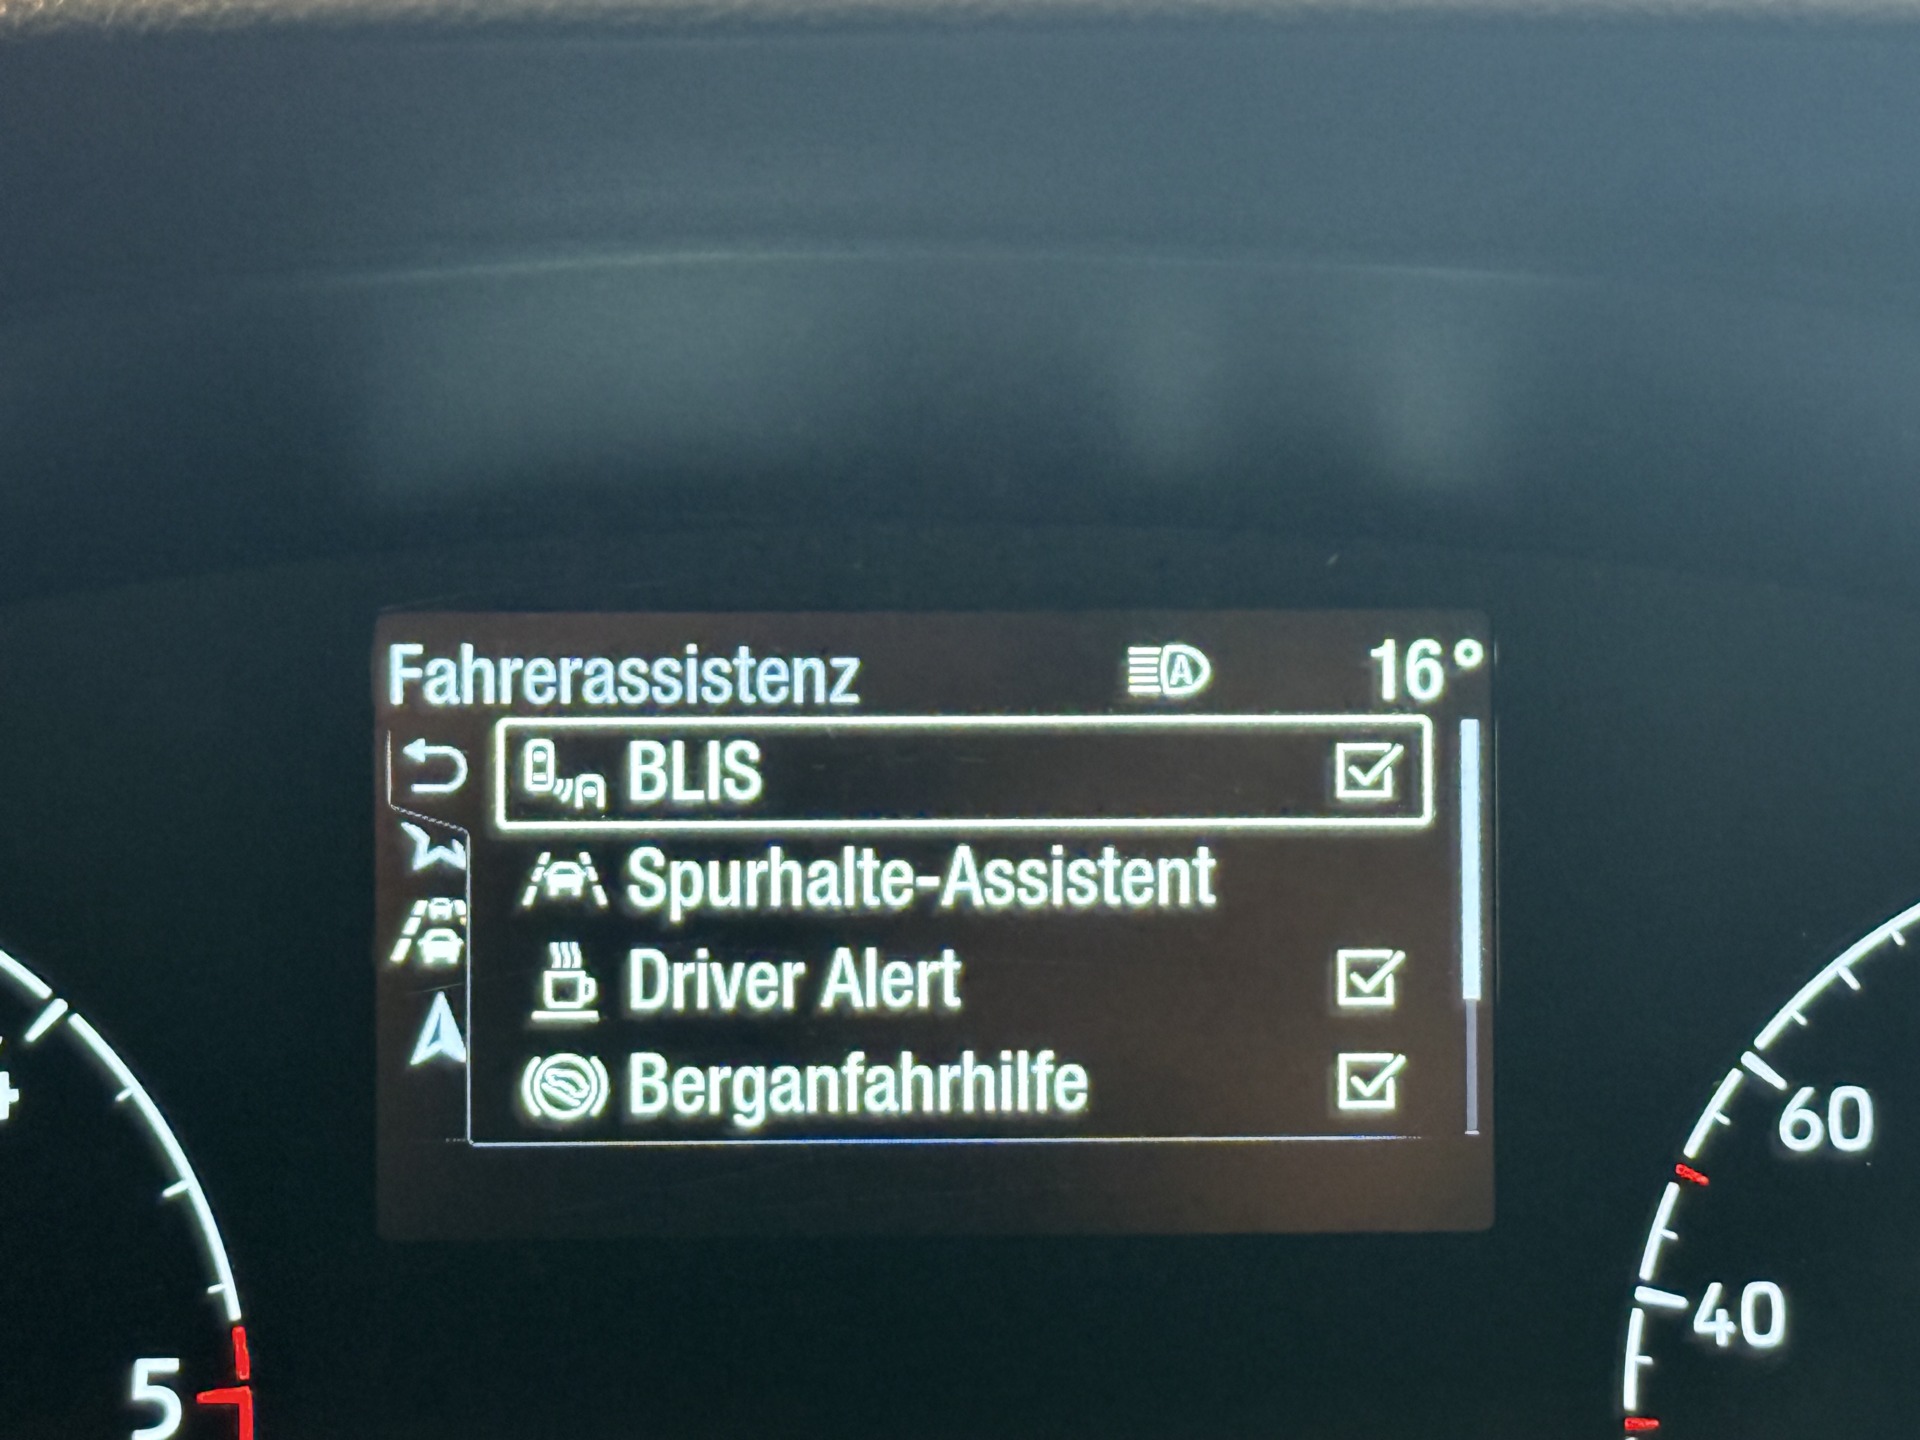 Fahrerassistenz A 16°
BLIS
Spurhalte-Assistent
Driver Alert
Berganfahrhilfe
60
40
5